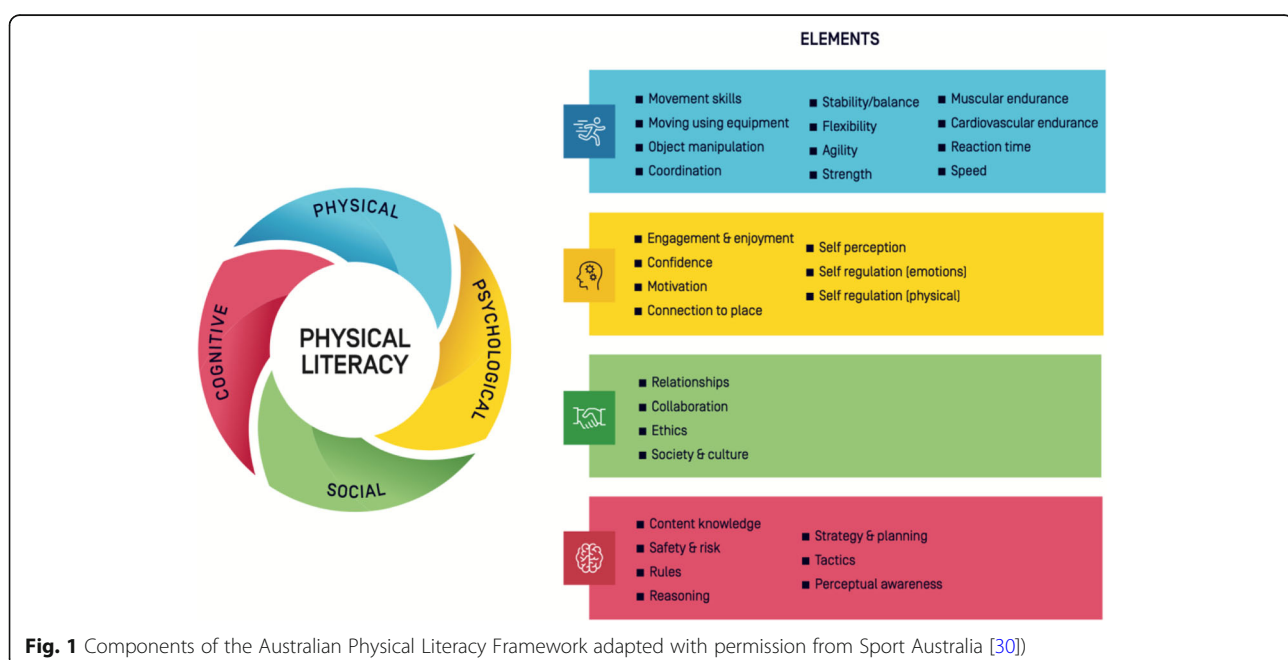 ELEMENTS
PHYSICAL
PSYCHOLOGICAL
SOCIAL
COGNITIVE
PHYSICAL
LITERACY
■ Movement skills
■ Moving using equipment
■ Object manipulation
■ Coordination
■ Stability/balance
■ Flexibility
■ Agility
■ Strength
■ Muscular endurance
■ Cardiovascular endurance
■ Reaction time
■ Speed
■ Engagement & enjoyment
■ Confidence
■ Motivation
■ Connection to place
■ Self perception
■ Self regulation (emotions)
■ Self regulation (physical)
■ Relationships
■ Collaboration
■ Ethics
■ Society & culture
■ Content knowledge
■ Safety & risk
■ Rules
■ Reasoning
■ Strategy & planning
■ Tactics
■ Perceptual awareness
Fig. 1 Components of the Australian Physical Literacy Framework adapted with permission from Sport Australia [30])